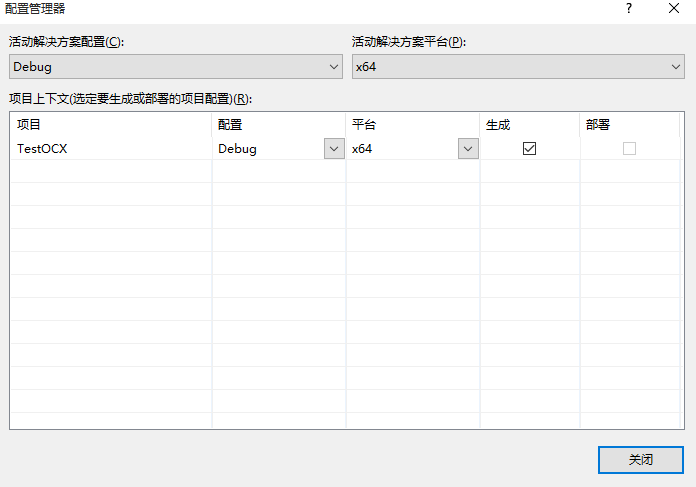 配置管理器
活动解决方案配置(C): 活动解决方案平台(P):
Debug x64
项目上下文(选定要生成或部署的项目配置)(R):
项目 配置 平台 生成 部署
TestOCX Debug x64
关闭